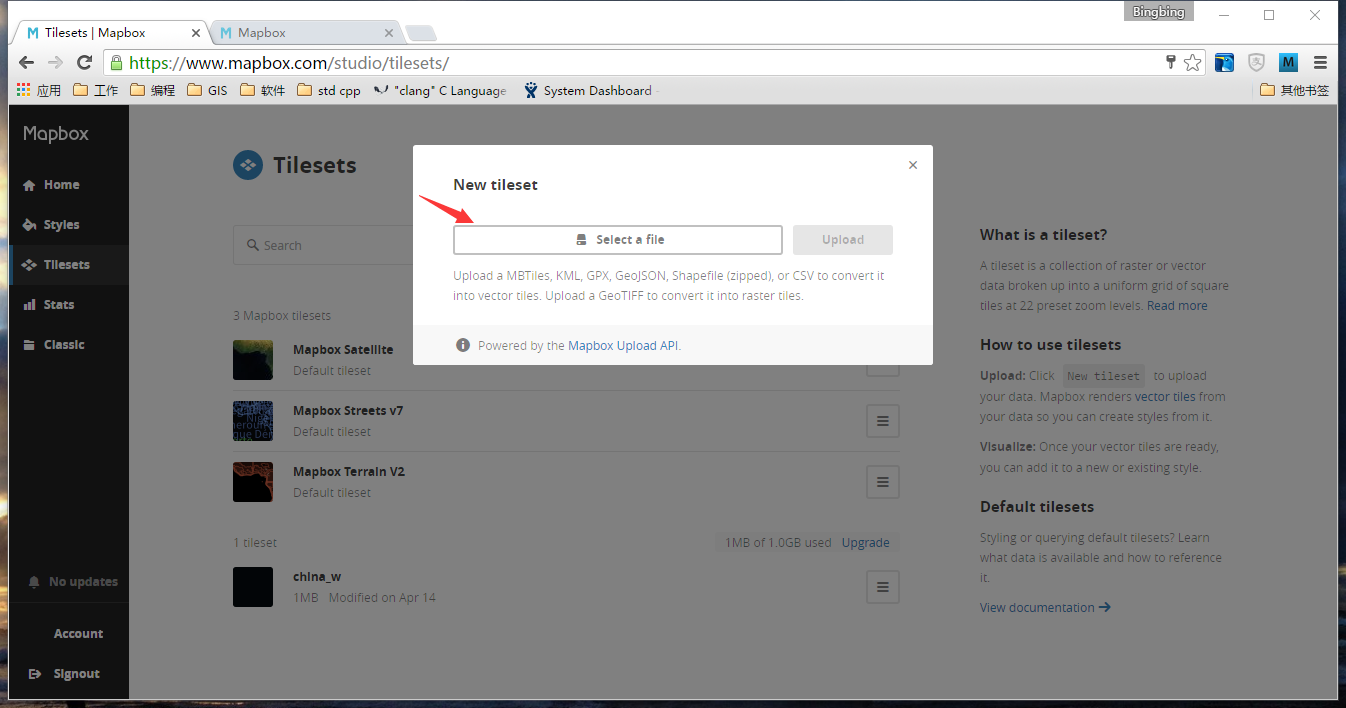 Bingbing
Tilesets | Mapbox
Mapbox
https://www.mapbox.com/studio/tilesets/
应用 工作 编程 GIS 软件 std cpp "clang" C Language System Dashboard 其他书签
Mapbox
Home
Styles
Tilesets
Stats
Classic
No updates
Account
Signout
Tilesets
Search
3 Mapbox tilesets
Mapbox Satellite
Default tileset
Mapbox Streets v7
Default tileset
Mapbox Terrain V2
Default tileset
1 tileset
1MB of 1.0GB used Upgrade
china_w
1MB Modified on Apr 14
New tileset
Select a file
Upload
Upload a MBTiles, KML, GPX, GeoJSON, Shapefile (zipped), or CSV to convert it
into vector tiles. Upload a GeoTIFF to convert it into raster tiles.
Powered by the Mapbox Upload API.
What is a tileset?
A tileset is a collection of raster or vector
data broken up into a uniform grid of square
tiles at 22 preset zoom levels. Read more
How to use tilesets
Upload: Click New tileset to upload
your data. Mapbox renders vector tiles from
your data so you can create styles from it.
Visualize: Once your vector tiles are ready,
you can add it to a new or existing style.
Default tilesets
Styling or querying default tilesets? Learn
what data is available and how to reference
it.
View documentation